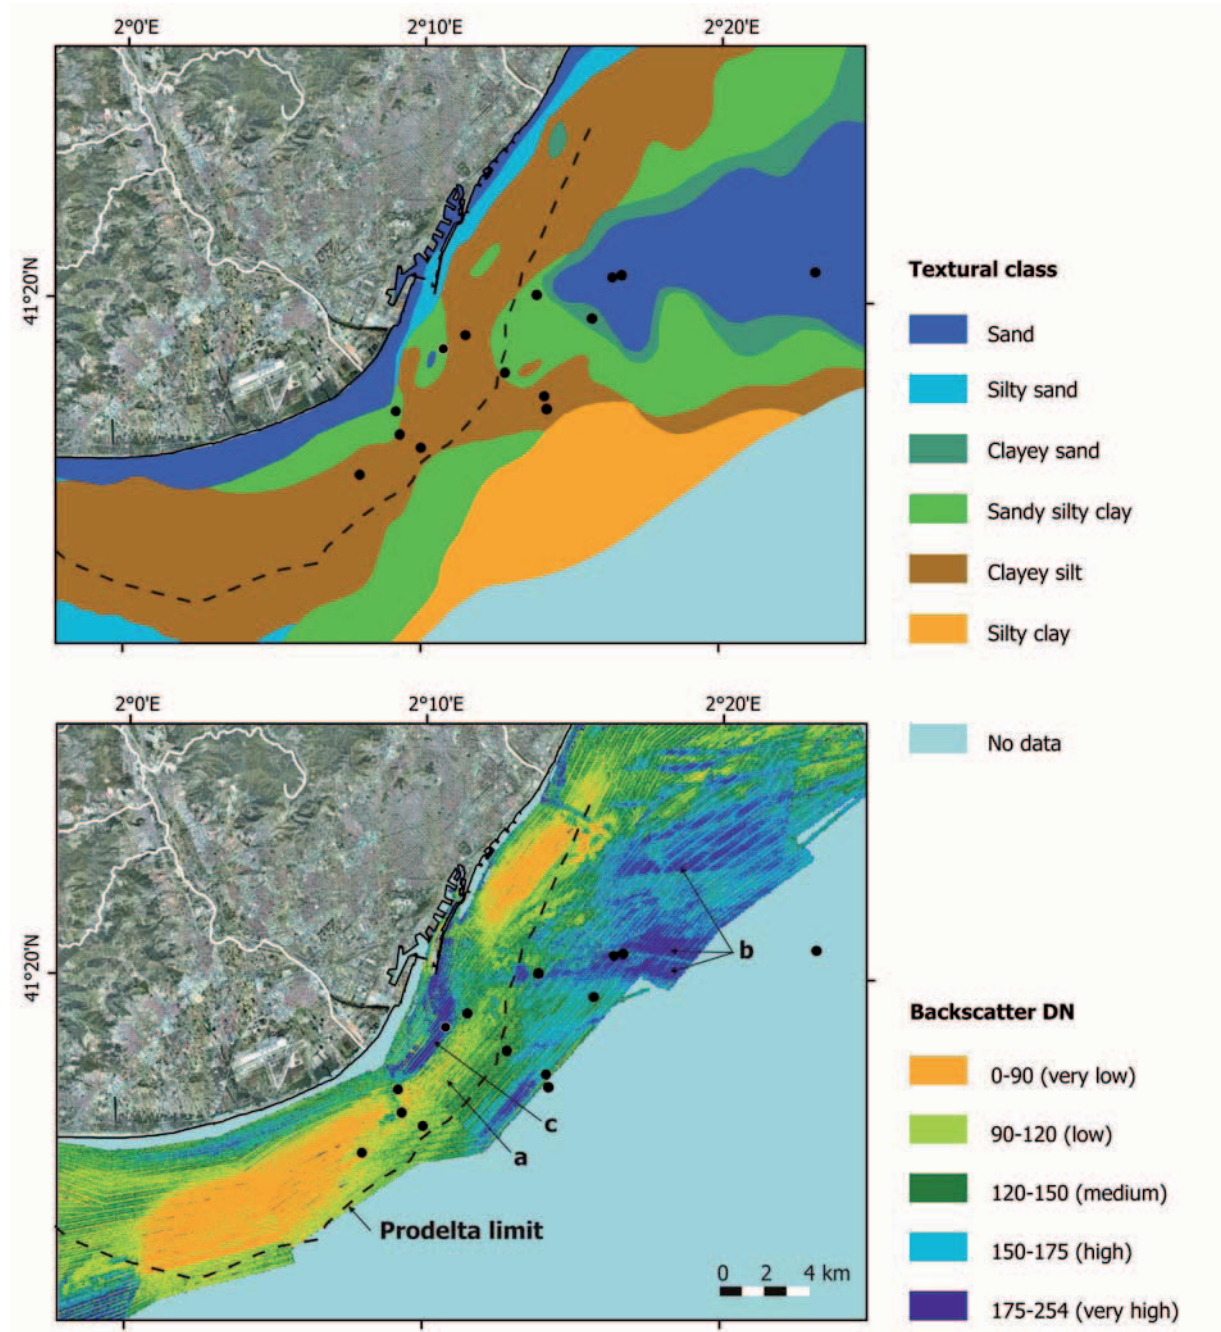 2°0'E 2°10'E 2°20'E
41°20'N
Textural class
Sand
Silty sand
Clayey sand
Sandy silty clay
Clayey silt
Silty clay
No data
2°0'E 2°10'E 2°20'E
41°20'N
b
c
a
Prodelta limit
0 2 4 km
Backscatter DN
0-90 (very low)
90-120 (low)
120-150 (medium)
150-175 (high)
175-254 (very high)